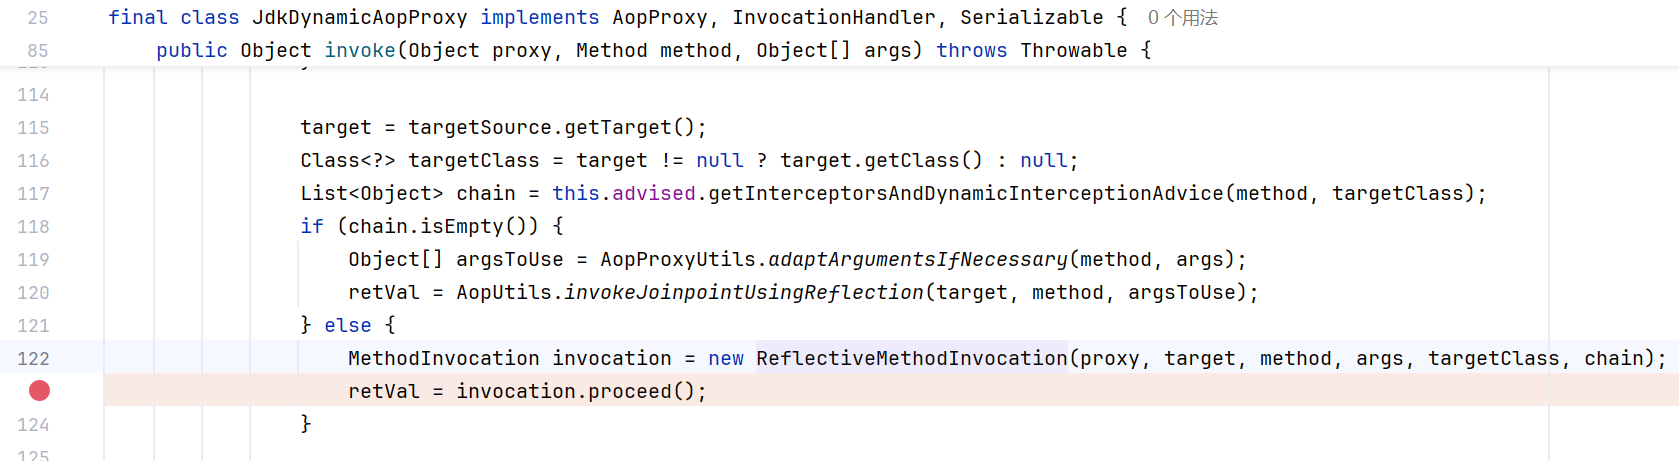 25 final class JdkDynamicAopProxy implements AopProxy, InvocationHandler, Serializable { 0 个用法
85 public Object invoke(Object proxy, Method method, Object[] args) throws Throwable {
114
115 target = targetSource.getTarget();
116 Class<?> targetClass = target != null ? target.getClass() : null;
117 List<Object> chain = this.advised.getInterceptorsAndDynamicInterceptionAdvice(method, targetClass);
118 if (chain.isEmpty()) {
119 Object[] argsToUse = AopProxyUtils.adaptArgumentsIfNecessary(method, args);
120 retVal = AopUtils.invokeJoinpointUsingReflection(target, method, argsToUse);
121 } else {
122 MethodInvocation invocation = new ReflectiveMethodInvocation(proxy, target, method, args, targetClass, chain);
retVal = invocation.proceed();
124 }
125